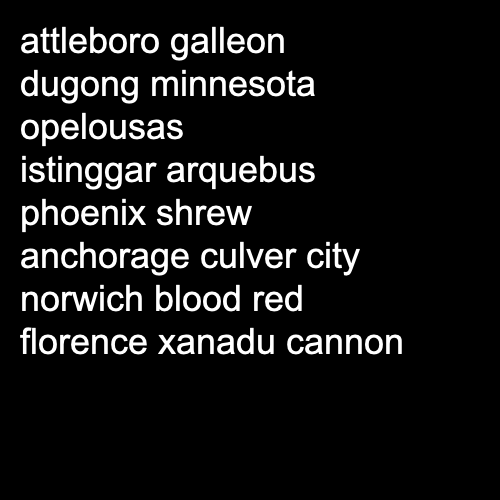 attleboro galleon
dugong minnesota
opelousas
istinggar arquebus
phoenix shrew
anchorage culver city
norwich blood red
florence xanadu cannon